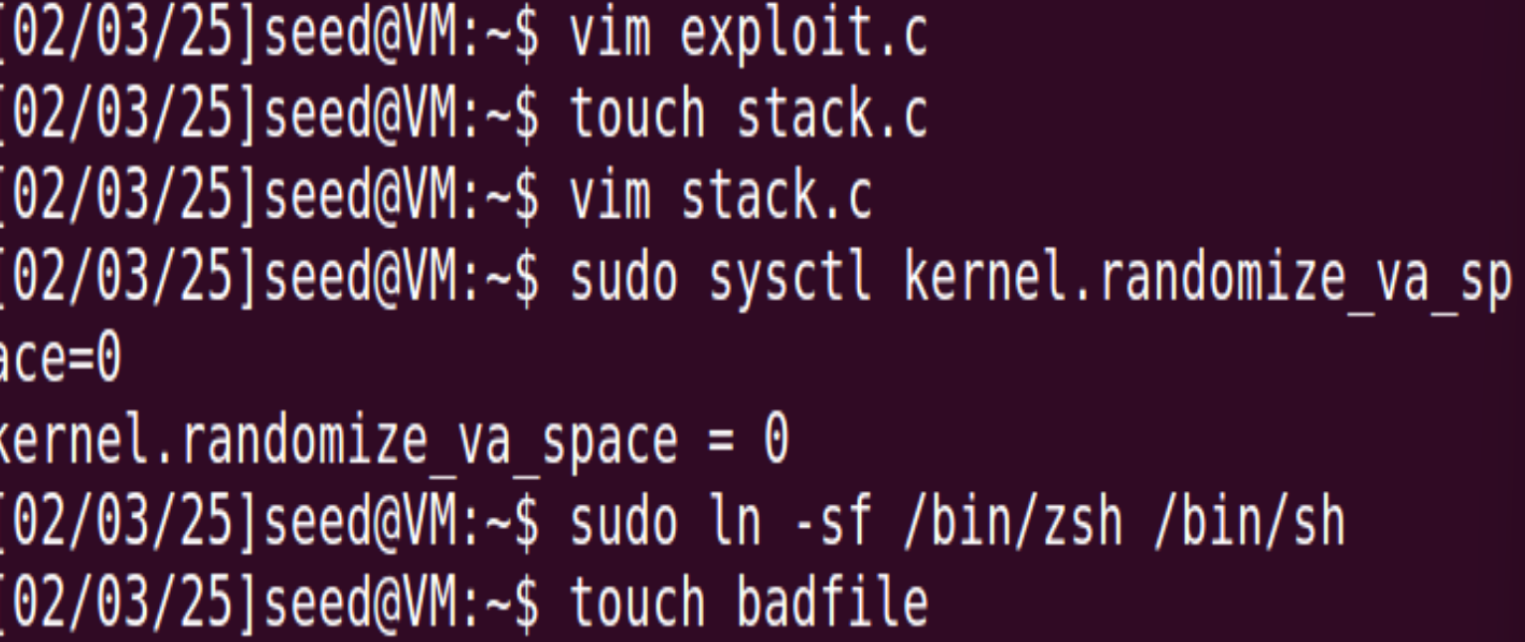 [02/03/25]seed@VM:~$ vim exploit.c
[02/03/25]seed@VM:~$ touch stack.c
[02/03/25]seed@VM:~$ vim stack.c
[02/03/25]seed@VM:~$ sudo sysctl kernel.randomize_va_sp
ace=0
kernel.randomize_va_space = 0
[02/03/25]seed@VM:~$ sudo ln -sf /bin/zsh /bin/sh
[02/03/25]seed@VM:~$ touch badfile